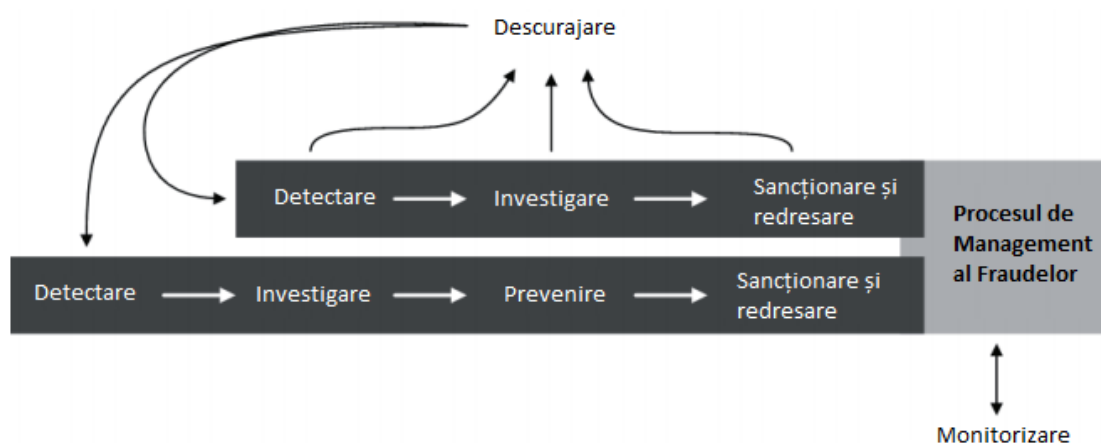 Descurajare
Detectare
Investigare
Sancționare și
redresare
Procesul de
Management
al Fraudelor
Detectare
Investigare
Prevenire
Sancționare și
redresare
Monitorizare